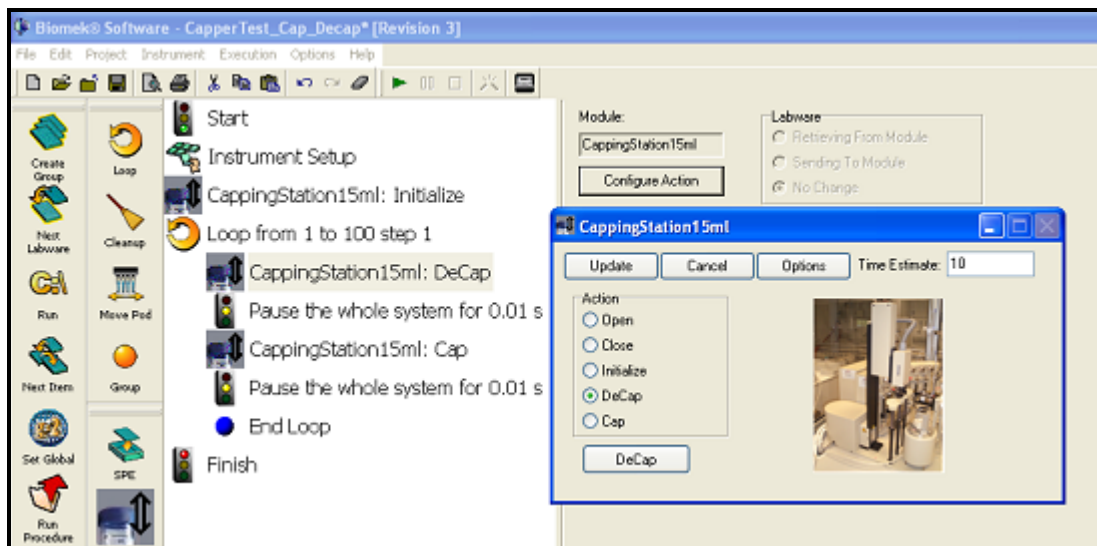 Biomek® Software - CapperTest_Cap_Decap* [Revision 3]
File Edit Project Instrument Execution Options Help
Create Group
Loop
Next Labware
Cleanup
C:\
Run
Move Pod
Next Item
Group
Set Global
SPE
Run Procedure
Start
Instrument Setup
CappingStation15ml: Initialize
Loop from 1 to 100 step 1
CappingStation15ml: DeCap
Pause the whole system for 0.01 s
CappingStation15ml: Cap
Pause the whole system for 0.01 s
End Loop
Finish
Module:
CappingStation15ml
Configure Action
Labware
Retrieving From Module
Sending To Module
No Change
CappingStation15ml
Update Cancel Options Time Estimate: 10
Action
Open
Close
Initialize
DeCap
Cap
DeCap